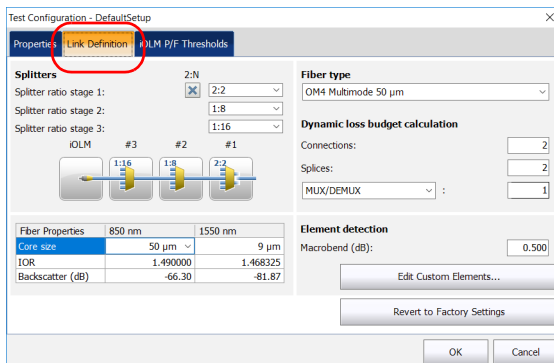 Test Configuration - DefaultSetup
Properties
Link Definition
iOLM P/F Thresholds
Splitters
2:N
Splitter ratio stage 1:
2:2
Splitter ratio stage 2:
1:8
Splitter ratio stage 3:
1:16
iOLM #3 #2 #1
1:16 1:8 2:2
Fiber Properties 850 nm 1550 nm
Core size 50 µm 9 µm
IOR 1.490000 1.468325
Backscatter (dB) -66.30 -81.87
Fiber type
OM4 Multimode 50 µm
Dynamic loss budget calculation
Connections: 2
Splices: 2
MUX/DEMUX : 1
Element detection
Macrobend (dB): 0.500
Edit Custom Elements...
Revert to Factory Settings
OK
Cancel